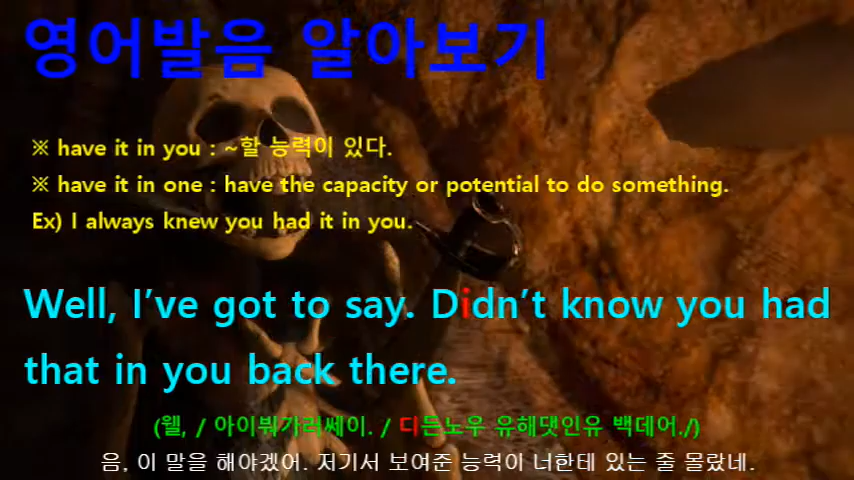 영어발음 알아보기
※ have it in you : ~할 능력이 있다.
※ have it in one : have the capacity or potential to do something.
Ex) I always knew you had it in you.
Well, I've got to say. Didn't know you had
that in you back there.
(웰, / 아이붜가러쎄이. / 디든노우 유해댓인유 백데어./)
음, 이 말을 해야겠어. 저기서 보여준 능력이 너한테 있는 줄 몰랐네.